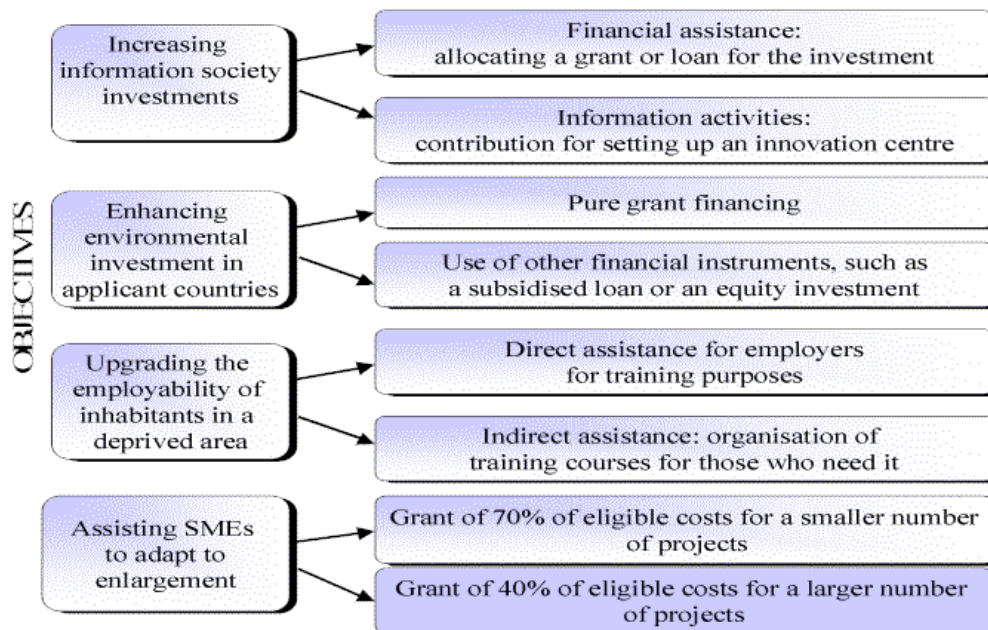 OBJECTIVES
Increasing
information society
investments
Financial assistance:
allocating a grant or loan for the investment
Information activities:
contribution for setting up an innovation centre
Enhancing
environmental
investment in
applicant countries
Pure grant financing
Use of other financial instruments, such as
a subsidised loan or an equity investment
Upgrading the
employability of
inhabitants in a
deprived area
Direct assistance for employers
for training purposes
Indirect assistance: organisation of
training courses for those who need it
Assisting SMEs
to adapt to
enlargement
Grant of 70% of eligible costs for a smaller number
of projects
Grant of 40% of eligible costs for a larger number
of projects